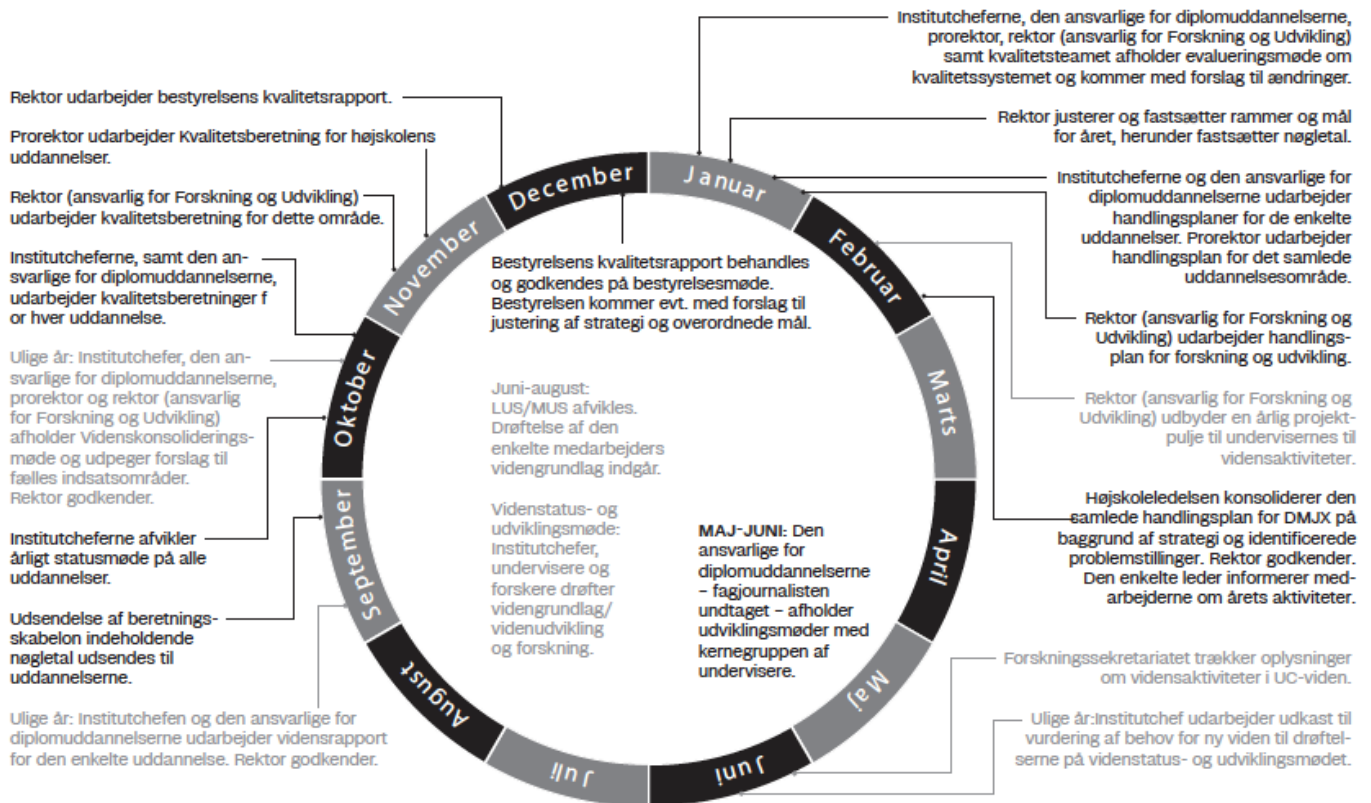 Institutcheferne, den ansvarlige for diplomuddannelserne,
prorektor, rektor (ansvarlig for Forskning og Udvikling)
samt kvalitetsteamet afholder evalueringsmøde om
kvalitetssystemet og kommer med forslag til ændringer.
Rektor justerer og fastsætter rammer og mål
for året, herunder fastsætter nøgletal.
Institutcheferne og den ansvarlige for
diplomuddannelserne udarbejder
handlingsplaner for de enkelte
uddannelser. Prorektor udarbejder
handlingsplan for det samlede
uddannelsesområde.
Rektor (ansvarlig for Forskning og
Udvikling) udarbejder handlings-
plan for forskning og udvikling.
Rektor (ansvarlig for Forskning og
Udvikling) udbyder en årlig projekt-
pulje til undervisernes til
vidensaktiviteter.
Højskoleledelsen konsoliderer den
samlede handlingsplan for DMJX på
baggrund af strategi og identificerede
problemstillinger. Rektor godkender.
Den enkelte leder informerer med-
arbejderne om årets aktiviteter.
Forskningssekretariatet trækker oplysninger
om vidensaktiviteter i UC-viden.
Ulige år:Institutchef udarbejder udkast til
vurdering af behov for ny viden til drøftel-
serne på videnstatus- og udviklingsmødet.
Rektor udarbejder bestyrelsens kvalitetsrapport.
Prorektor udarbejder Kvalitetsberetning for højskolens
uddannelser.
Rektor (ansvarlig for Forskning og Udvikling)
udarbejder kvalitetsberetning for dette område.
Institutcheferne, samt den an-
svarlige for diplomuddannelserne,
udarbejder kvalitetsberetninger f
or hver uddannelse.
Ulige år: Institutchefer, den an-
svarlige for diplomuddannelserne,
prorektor og rektor (ansvarlig
for Forskning og Udvikling)
afholder Videnskonsoliderings-
møde og udpeger forslag til
fælles indsatsområder.
Rektor godkender.
Institutcheferne afvikler
årligt statusmøde på alle
uddannelser.
Udsendelse af beretnings-
skabelon indeholdende
nøgletal udsendes til
uddannelserne.
Ulige år: Institutchefen og den ansvarlige for
diplomuddannelserne udarbejder vidensrapport
for den enkelte uddannelse. Rektor godkender.
Januar
Februar
Marts
April
Maj
Juni
Juli
August
September
Oktober
November
December
Bestyrelsens kvalitetsrapport behandles
og godkendes på bestyrelsesmøde.
Bestyrelsen kommer evt. med forslag til
justering af strategi og overordnede mål.
Juni-august:
LUS/MUS afvikles.
Drøftelse af den
enkelte medarbejders
videngrundlag indgår.
Videnstatus- og
udviklingsmøde:
Institutchefer,
undervisere og
forskere drøfter
videngrundlag/
videnudvikling
og forskning.
MAJ-JUNI: Den
ansvarlige for
diplomuddannelserne
– fagjournalisten
undtaget – afholder
udviklingsmøder med
kernegruppen af
undervisere.